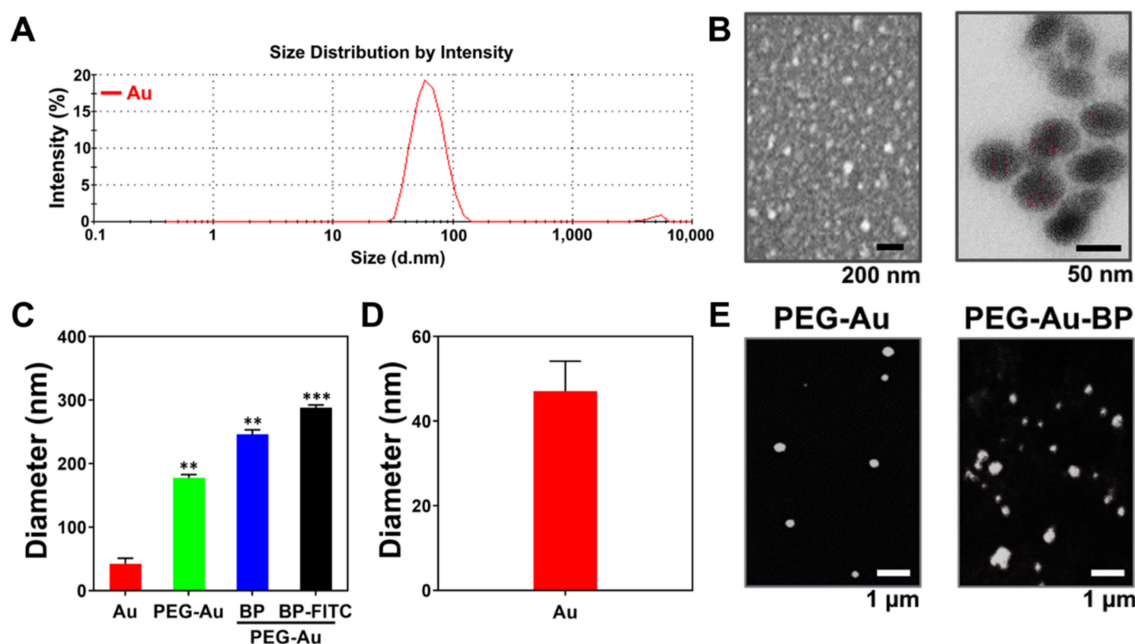 A
Size Distribution by Intensity
Au
Intensity (%)
20
15
10
5
0
0.1 1 10 100 1,000 10,000
Size (d.nm)
B
200 nm 50 nm
C
Diameter (nm)
400
300
200
100
0
** ** ***
Au PEG-Au BP BP-FITC
PEG-Au
D
Diameter (nm)
60
40
20
0
Au
E
PEG-Au PEG-Au-BP
1 µm 1 µm